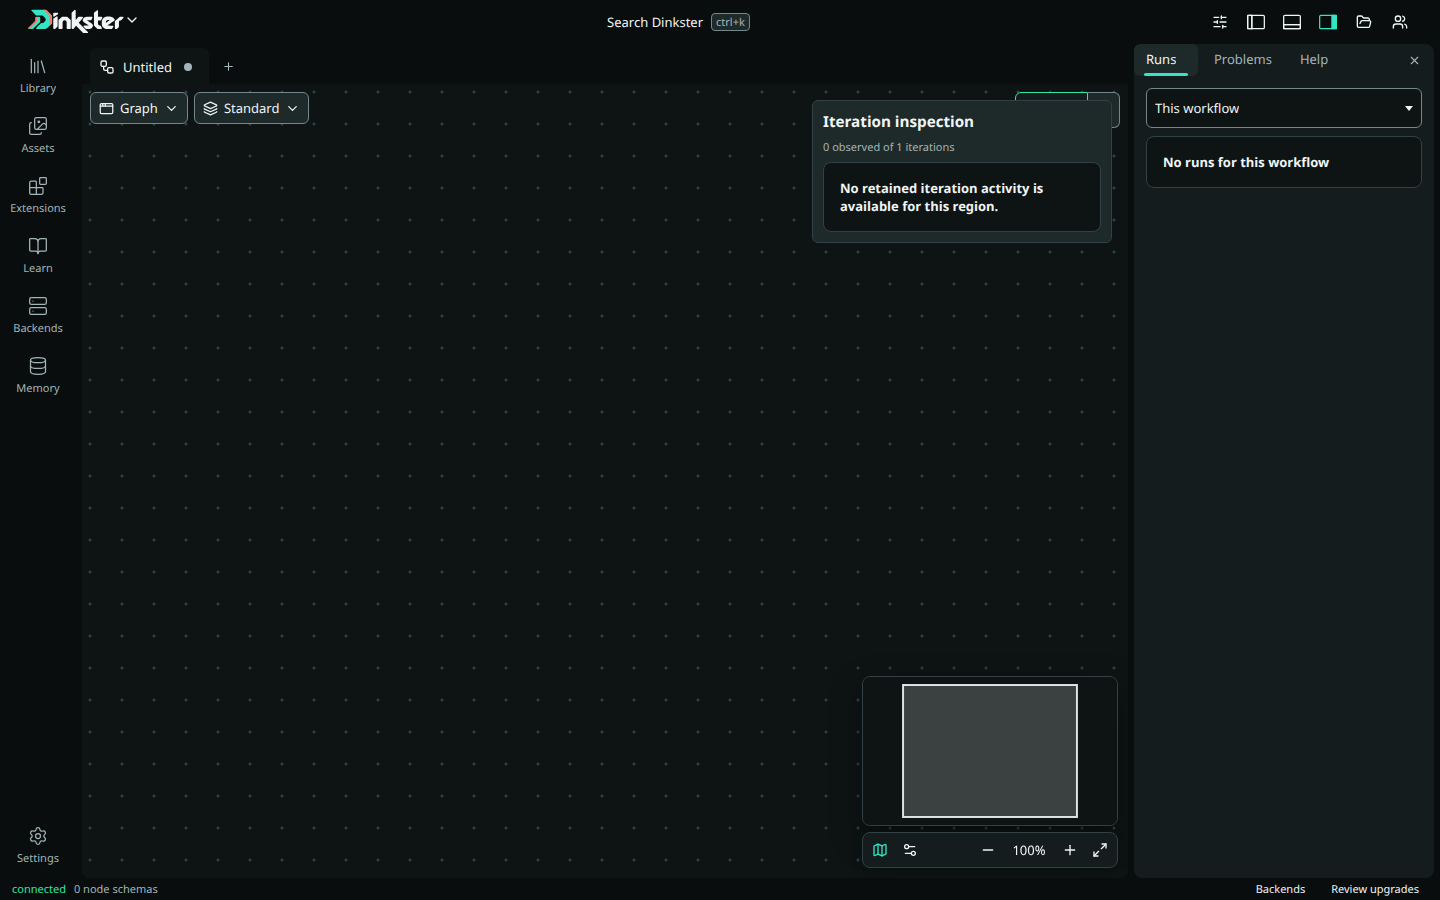 Dinkster
Search Dinkster ctrl+k
Library
Assets
Extensions
Learn
Backends
Memory
Settings
Untitled
Graph
Standard
Iteration inspection
0 observed of 1 iterations
No retained iteration activity is
available for this region.
100%
Runs Problems Help
This workflow
No runs for this workflow
connected 0 node schemas
Backends Review upgrades